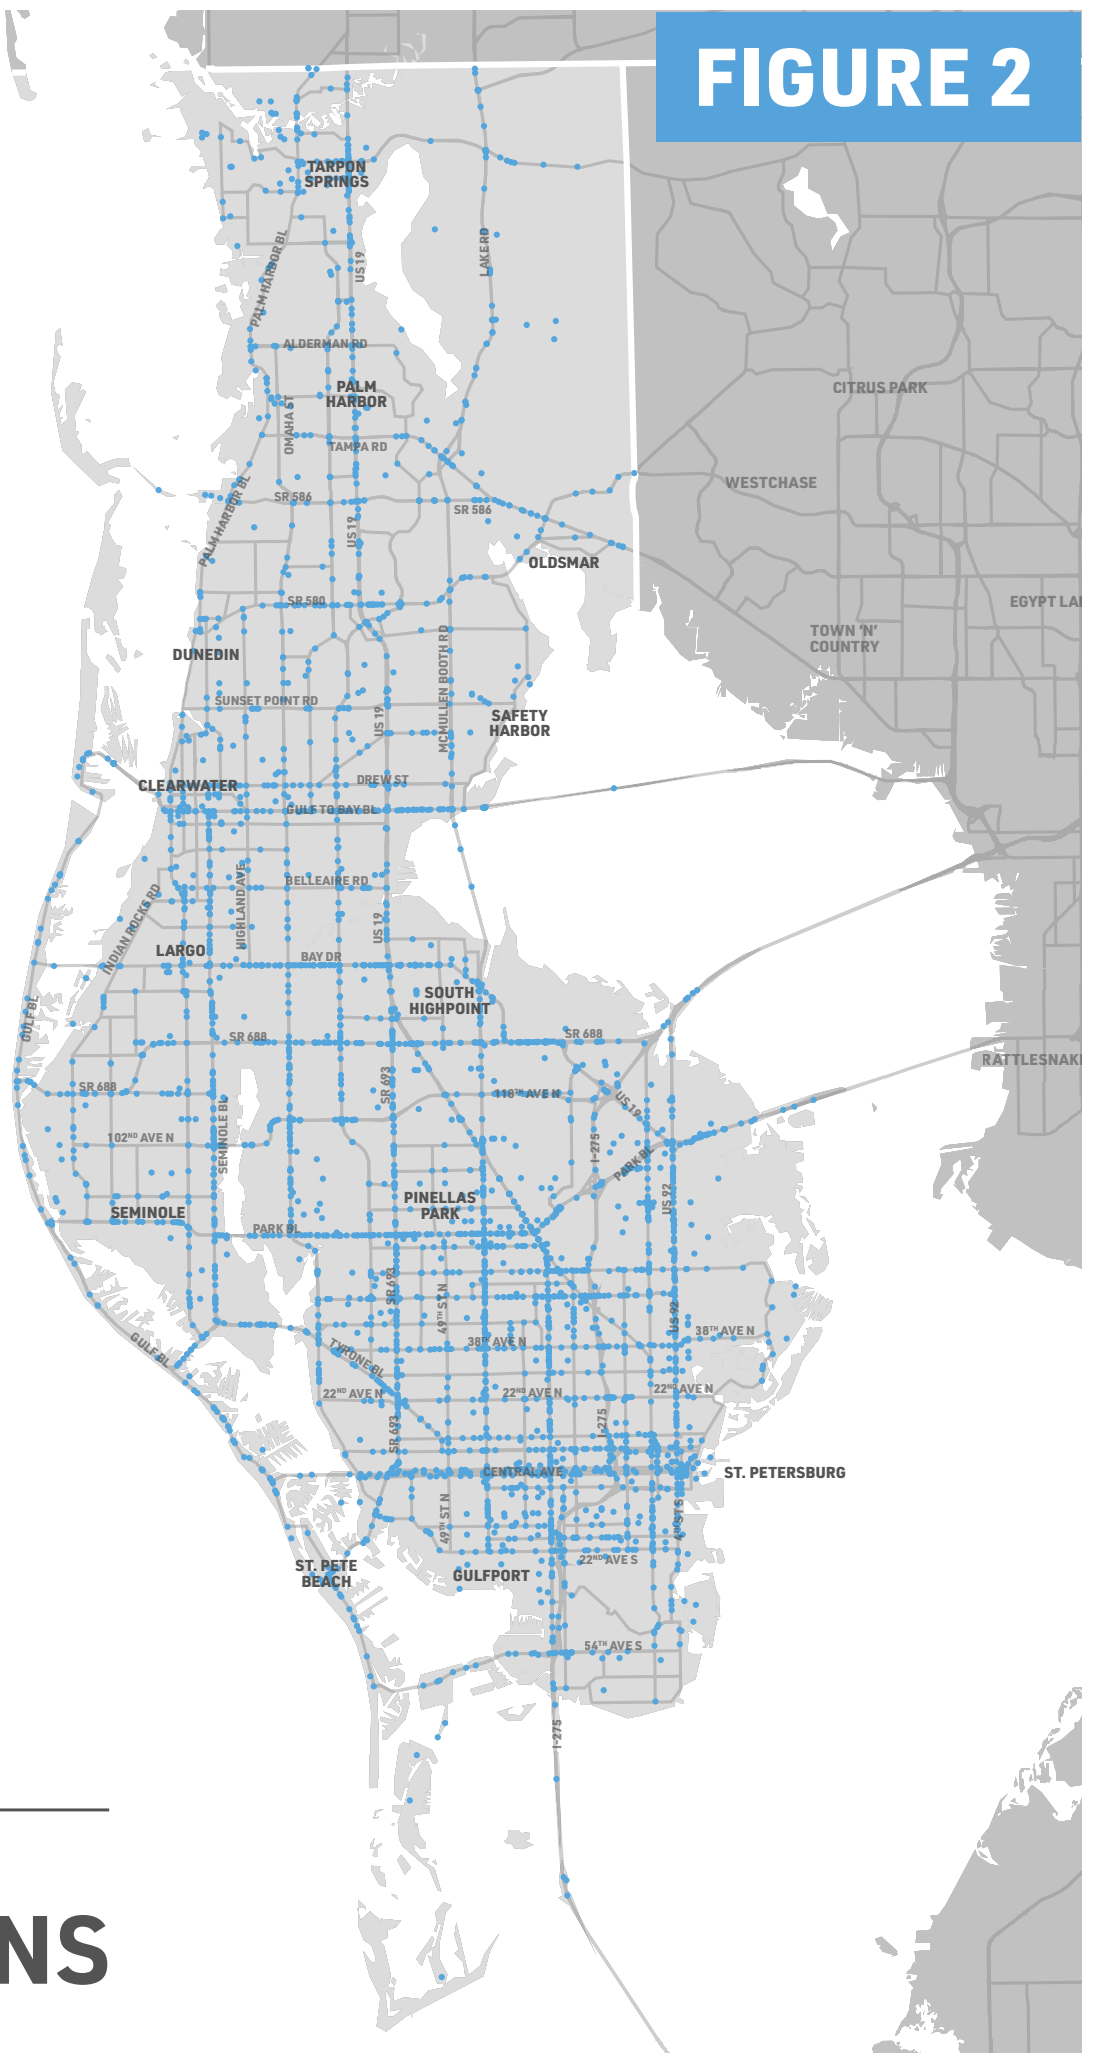 FIGURE 2
TARPON
SPRINGS
PALM HARBOR BL
US 19
LAKE RD
ALDERMAN RD
PALM
HARBOR
CITRUS PARK
OMAHA ST
TAMPA RD
WESTCHASE
PALM HARBOR BL
SR 586
SR 586
US 19
OLDSMAR
SR 580
EGYPT LA
TOWN ‘N’
COUNTRY
DUNEDIN
MCMULLEN BOOTH RD
SUNSET POINT RD
US 19
SAFETY
HARBOR
CLEARWATER
DREW ST
GULF TO BAY BL
HIGHLAND AVE
BELLEAIRE RD
INDIAN ROCKS RD
US 19
LARGO
BAY DR
SOUTH
HIGHPOINT
GULF BL
SR 688
SR 688
RATTLESNAK
SR 688
SR 693
118TH AVE N
US 19
SEMINOLE BL
102ND AVE N
I-275
PARK BL
PINELLAS
PARK
US 92
SEMINOLE
PARK BL
SR 693
49TH ST N
US 92
GULF BL
TYRONE BL
38TH AVE N
38TH AVE N
22ND AVE N
22ND AVE N
22ND AVE N
SR 693
I-275
CENTRAL AVE
ST. PETERSBURG
49TH ST N
4TH ST S
ST. PETE
BEACH
GULFPORT
22ND AVE S
54TH AVE S
I-275
NS